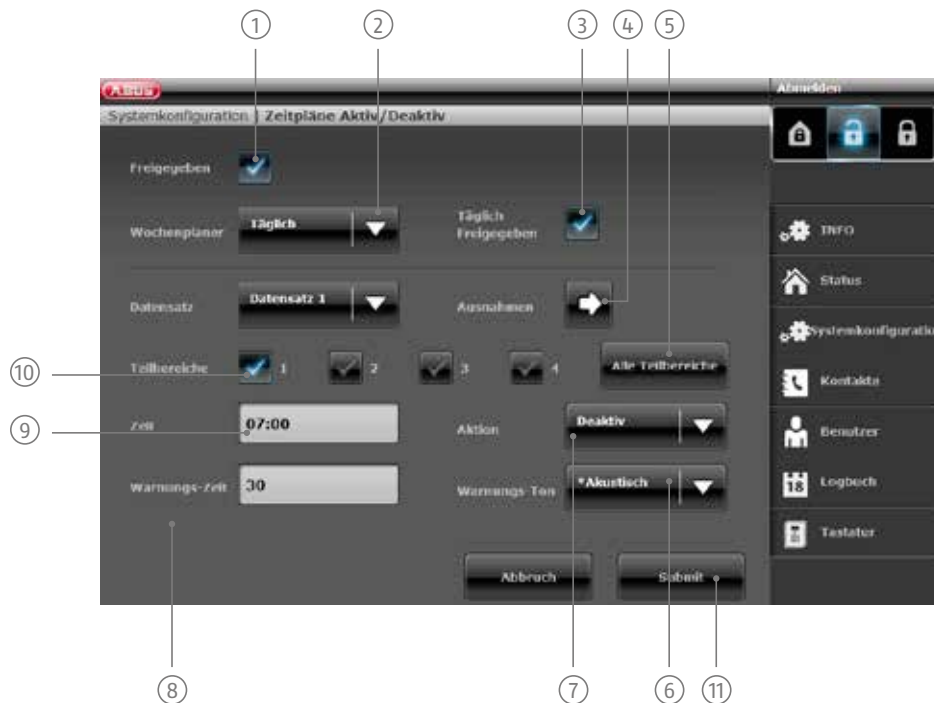 1 2 3 4 5
ABUS
Abmelden
Systemkonfiguration | Zeitpläne Aktiv/Deaktiv
Freigegeben
Wochenplaner Täglich Täglich Freigegeben
INFO
Datensatz Datensatz 1 Ausnahmen
Status
Systemkonfiguratio
Teilbereiche 1 2 3 4 Alle Teilbereiche
10
Kontakte
Zeit 07:00 Aktion Deaktiv
9
Benutzer
Warnungs-Zeit 30 Warnungs-Ton *Akustisch
18 Logbuch
Tastatur
Abbruch Submit
8 7 6 11